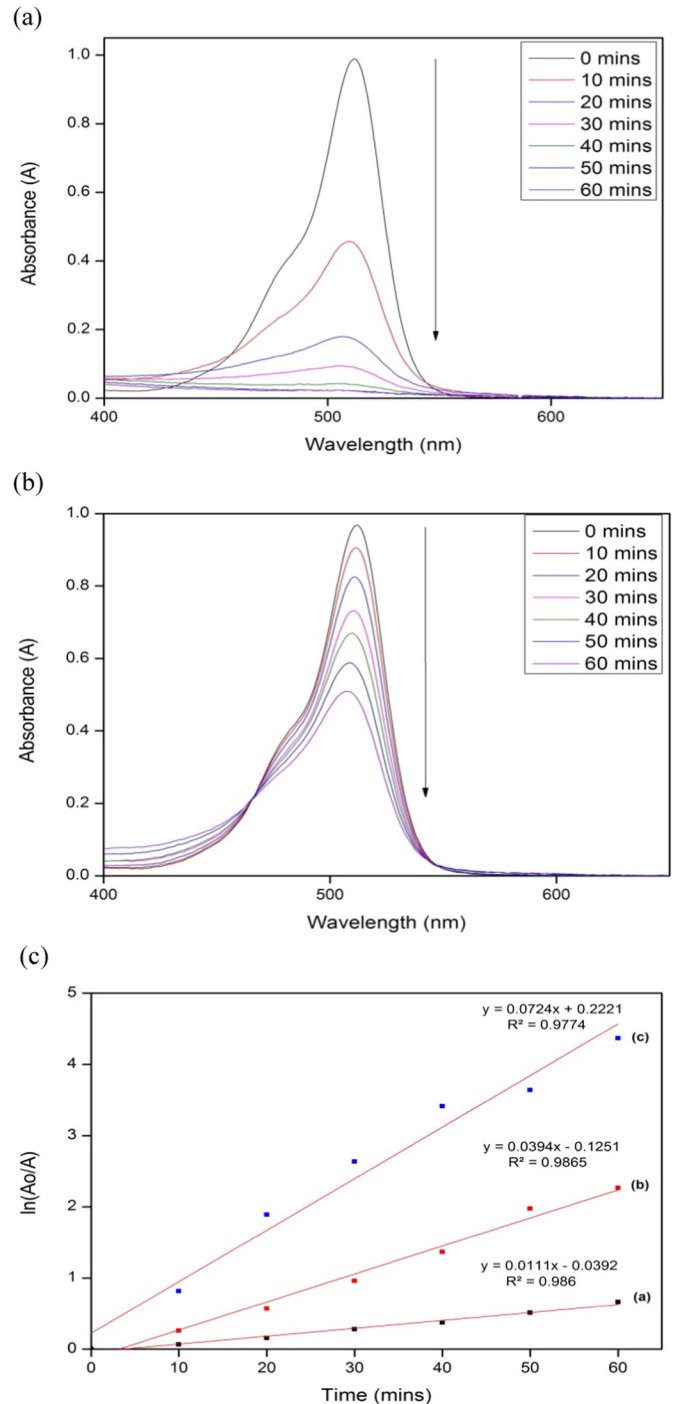 (a)
1.0
0.8
0.6
0.4
0.2
0.0
Absorbance (A)
0 mins
10 mins
20 mins
30 mins
40 mins
50 mins
60 mins
400
500
600
Wavelength (nm)
(b)
1.0
0.8
0.6
0.4
0.2
0.0
Absorbance (A)
0 mins
10 mins
20 mins
30 mins
40 mins
50 mins
60 mins
400
500
600
Wavelength (nm)
(c)
5
4
3
2
1
0
ln(Ao/A)
y = 0.0724x + 0.2221
R² = 0.9774
(c)
y = 0.0394x - 0.1251
R² = 0.9865
(b)
y = 0.0111x - 0.0392
R² = 0.986
(a)
0
10
20
30
40
50
60
Time (mins)